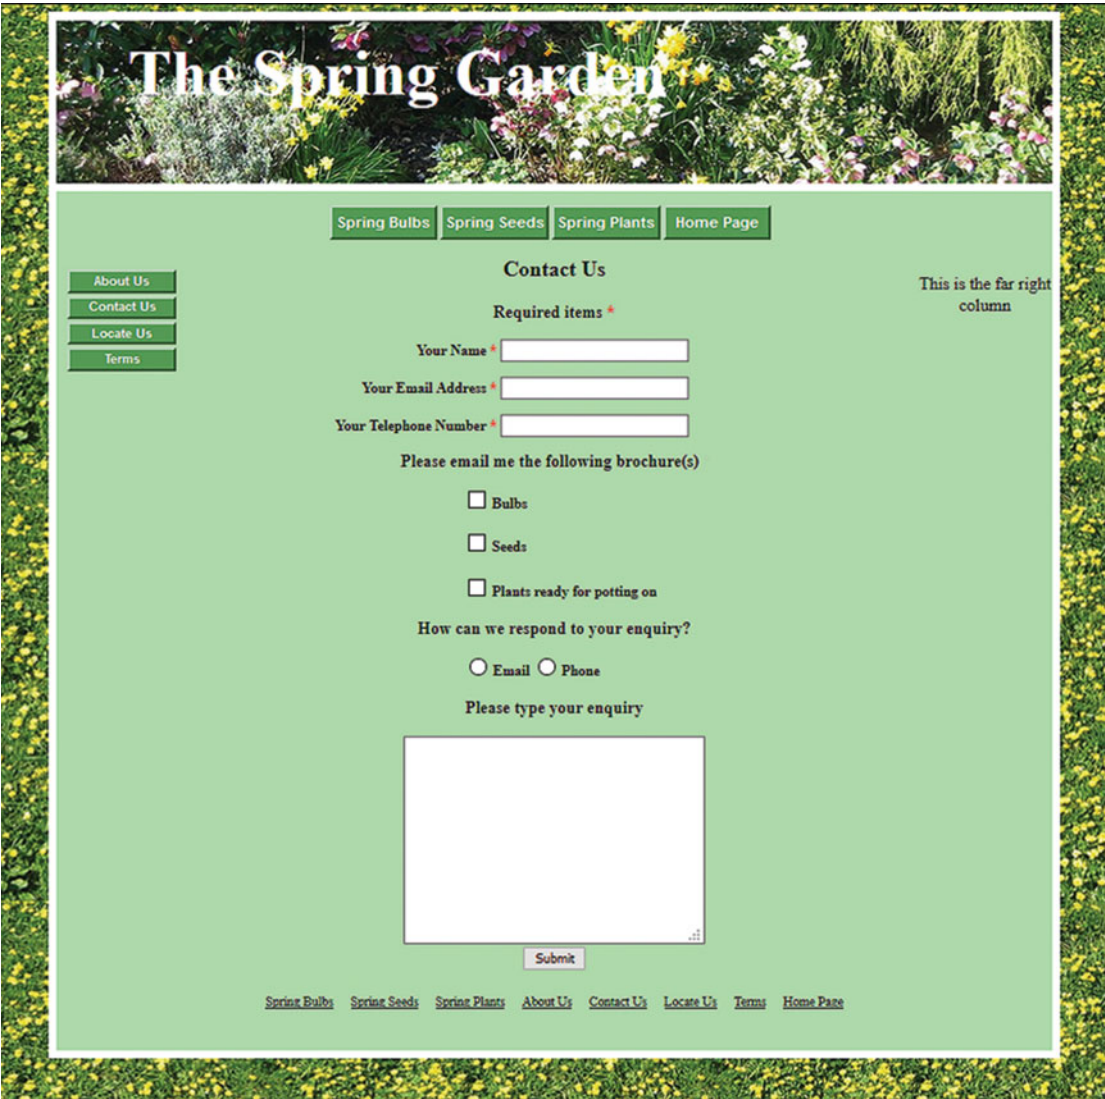 The Spring Garden
Spring Bulbs Spring Seeds Spring Plants Home Page
About Us
Contact Us
Locate Us
Terms
Contact Us
Required items *
Your Name *
Your Email Address *
Your Telephone Number *
Please email me the following brochure(s)
Bulbs
Seeds
Plants ready for potting on
How can we respond to your enquiry?
Email Phone
Please type your enquiry
Submit
This is the far right
column
Spring Bulbs Spring Seeds Spring Plants About Us Contact Us Locate Us Terms Home Page